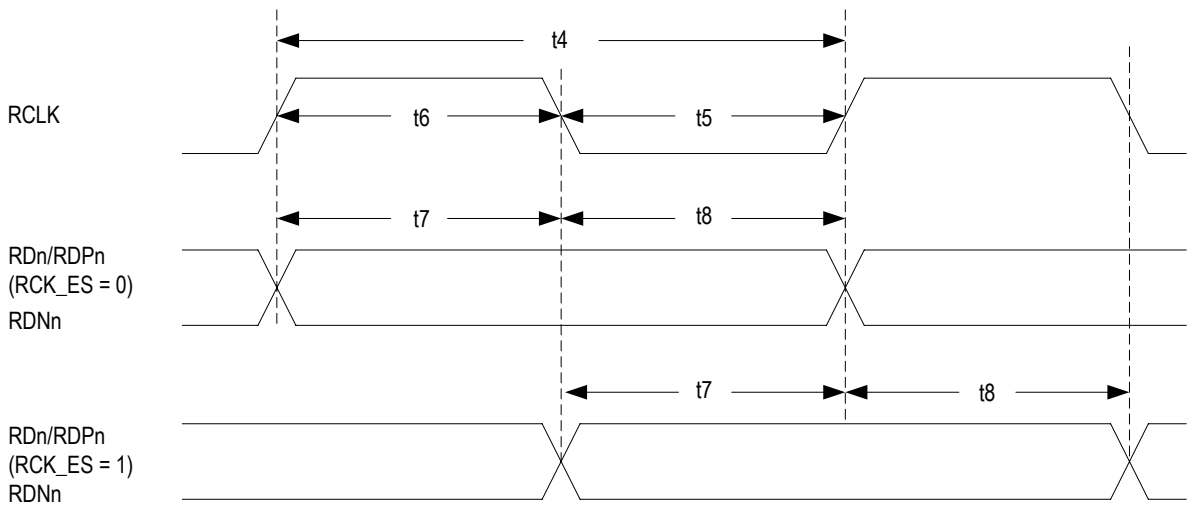 t4
RCLK
t6
t5
t7
t8
RDn/RDPn
(RCK_ES = 0)
RDNn
t7
t8
RDn/RDPn
(RCK_ES = 1)
RDNn